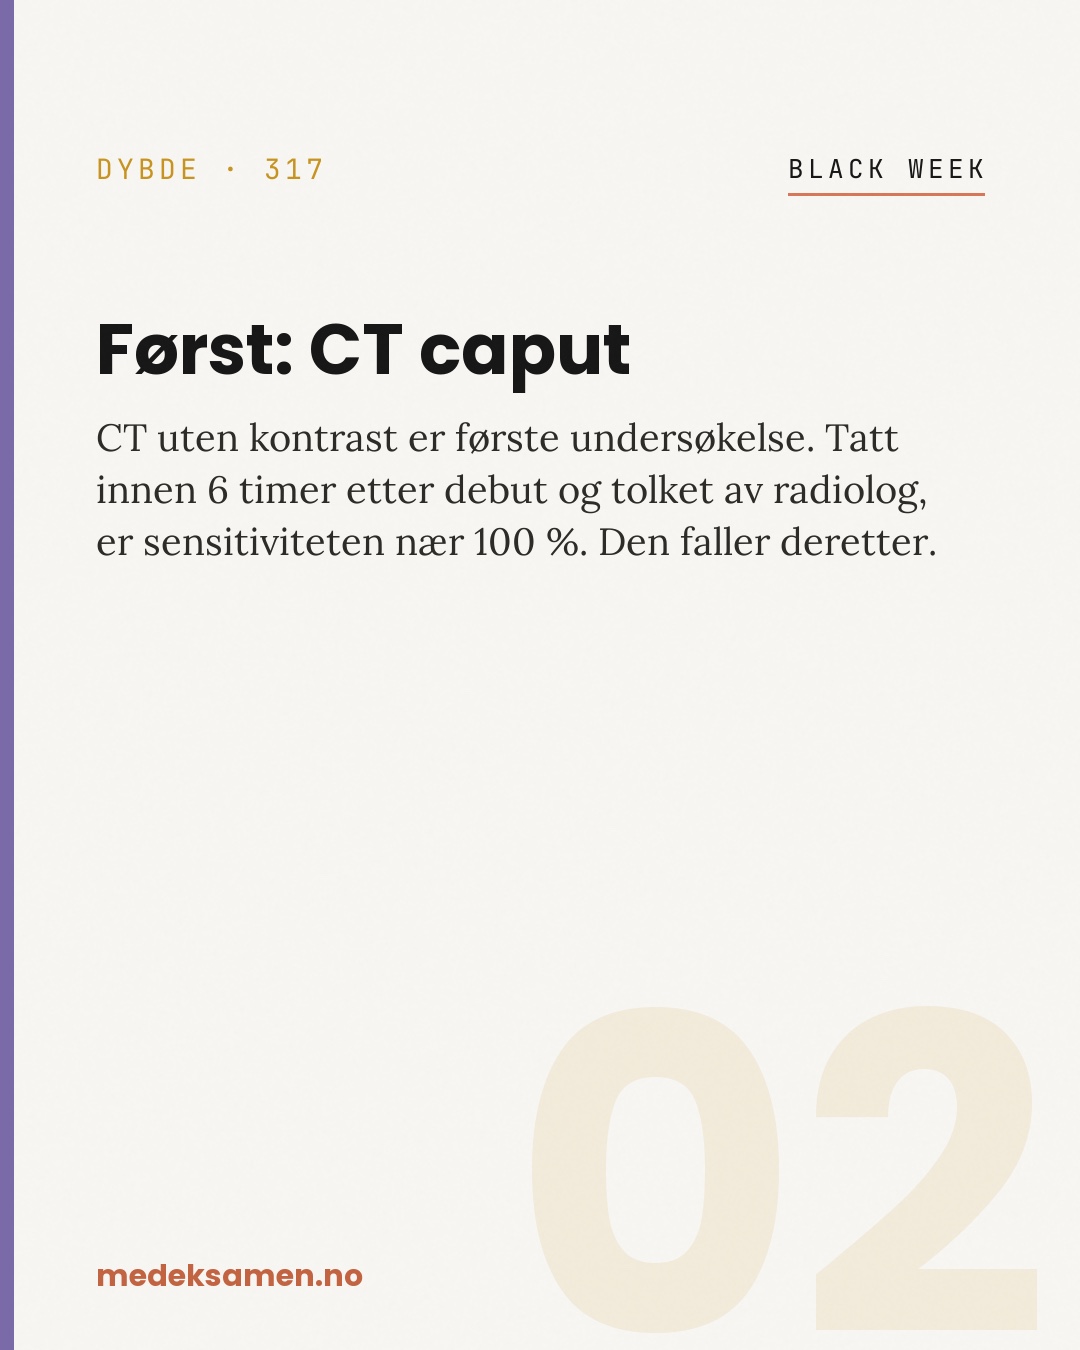 DYBDE · 317
BLACK WEEK
Først: CT caput
CT uten kontrast er første undersøkelse. Tatt
innen 6 timer etter debut og tolket av radiolog,
er sensitiviteten nær 100 %. Den faller deretter.
02
medeksamen.no